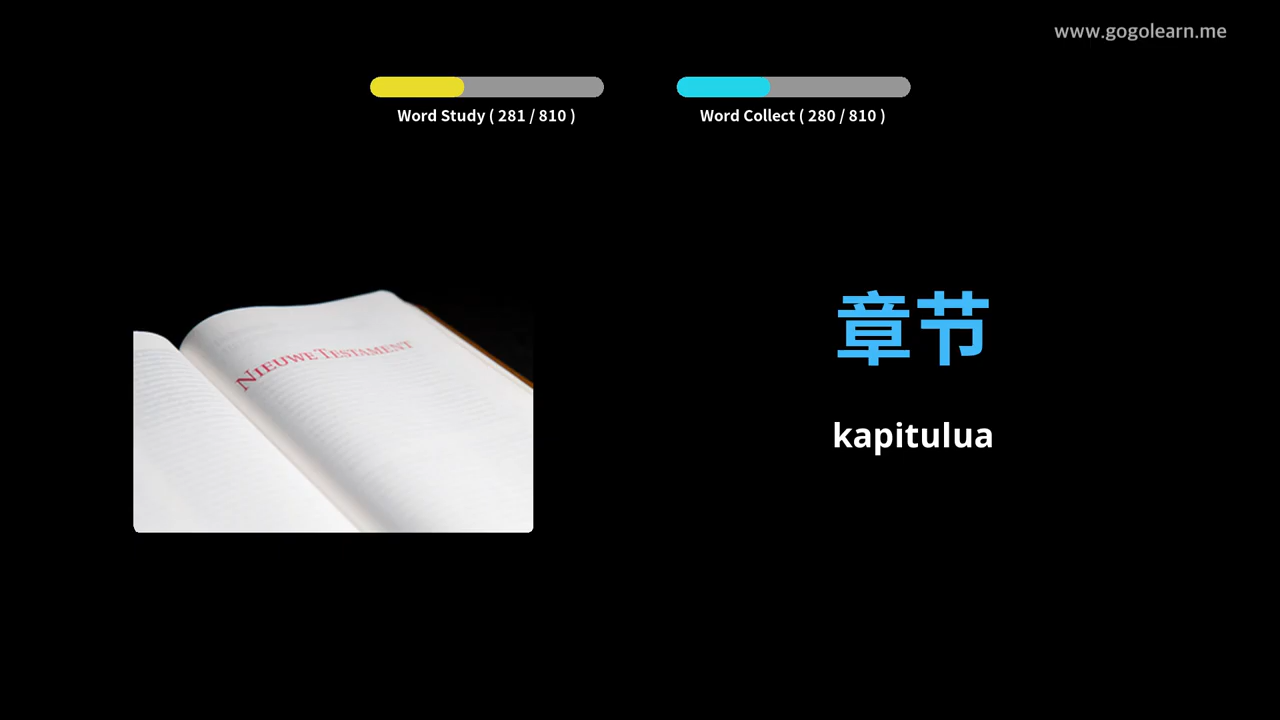 www.gogolearn.me
Word Study ( 281 / 810 )
Word Collect ( 280 / 810 )
NIEUWE TESTAMENT
章节
kapitulua